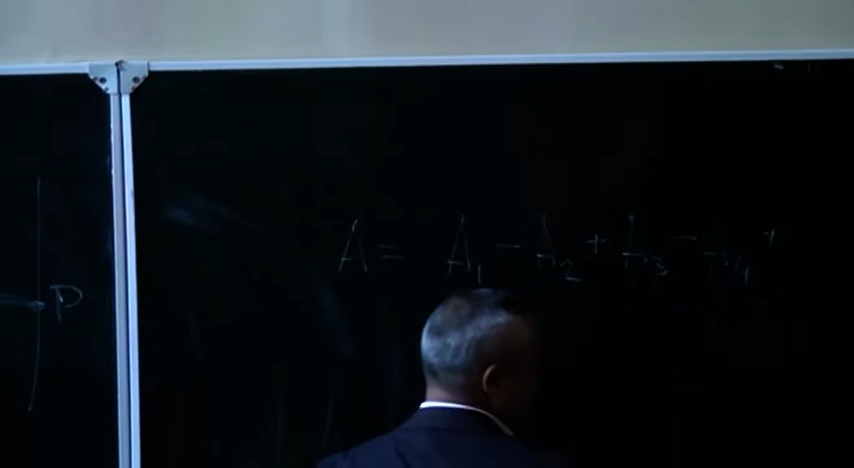 P
A = A₁ - A₂ + A₃ - A₄ +